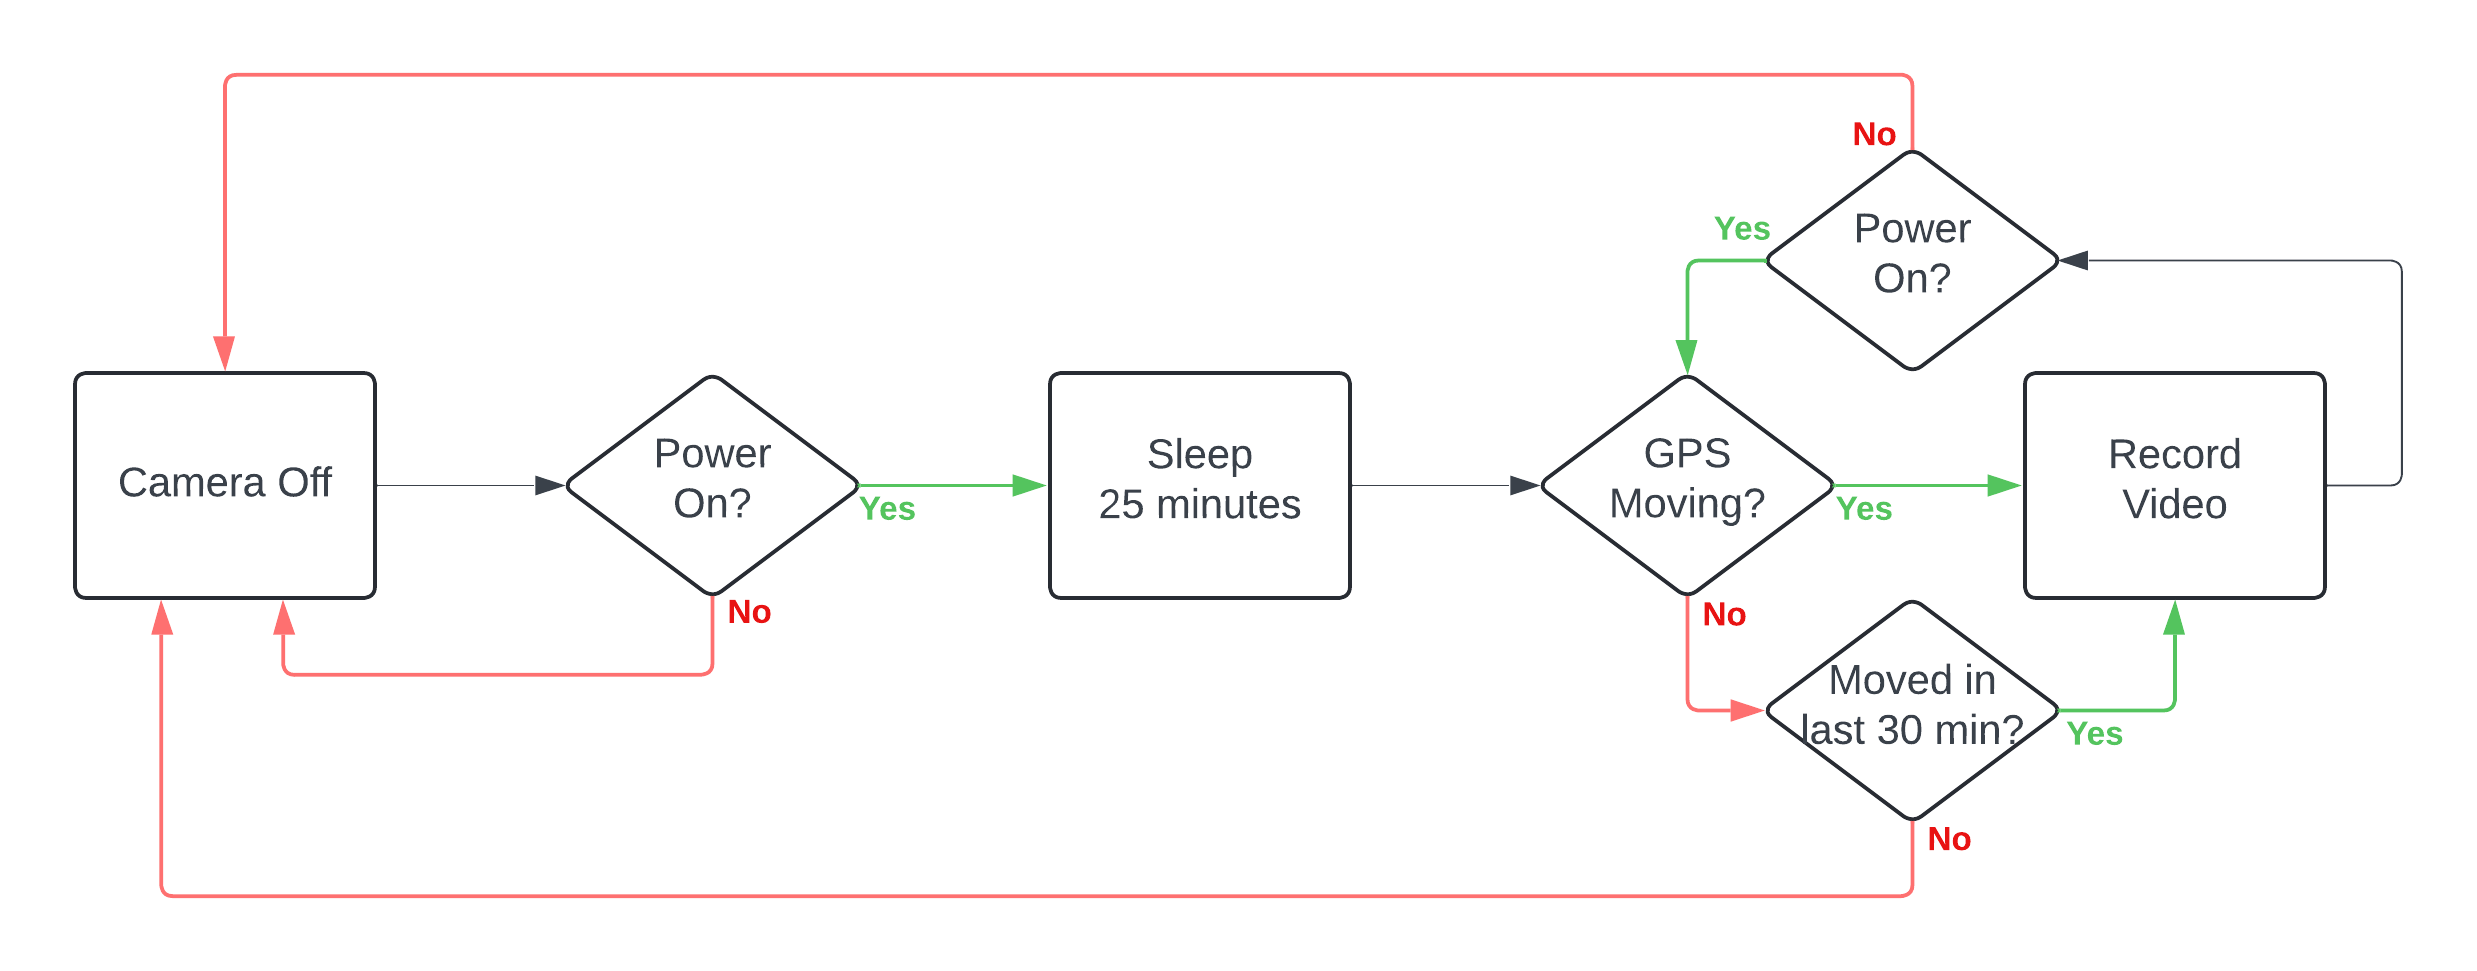 No
Yes
Power
On?
Camera Off
Power
On?
Yes
No
Sleep
25 minutes
GPS
Moving?
Yes
No
Record
Video
Moved in
last 30 min?
Yes
No